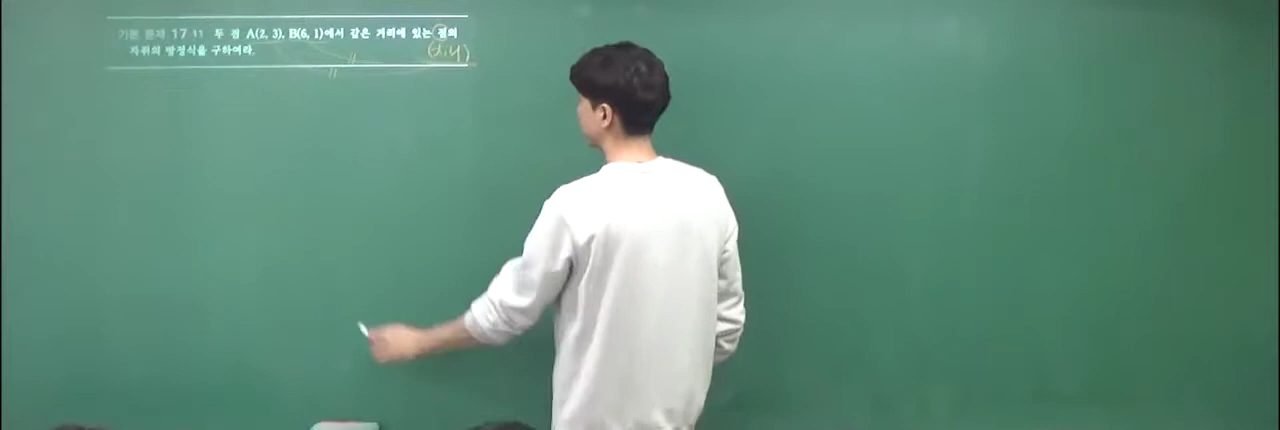 기본 문제 17-11 두 점 A(2, 3), B(6, 1)에서 같은 거리에 있는 점의
자취의 방정식을 구하여라.
(x, y)